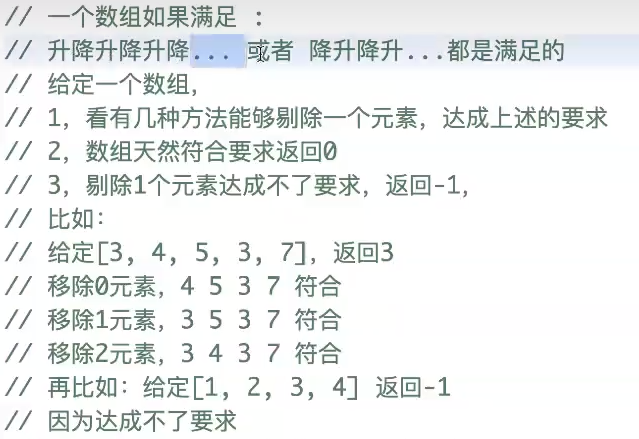 // 一个数组如果满足 :
// 升降升降升降... 或者 降升降升...都是满足的
// 给定一个数组,
// 1, 看有几种方法能够剔除一个元素, 达成上述的要求
// 2, 数组天然符合要求返回0
// 3, 剔除1个元素达成不了要求, 返回-1,
// 比如:
// 给定[3, 4, 5, 3, 7], 返回3
// 移除0元素, 4 5 3 7 符合
// 移除1元素, 3 5 3 7 符合
// 移除2元素, 3 4 3 7 符合
// 再比如: 给定[1, 2, 3, 4] 返回-1
// 因为达成不了要求